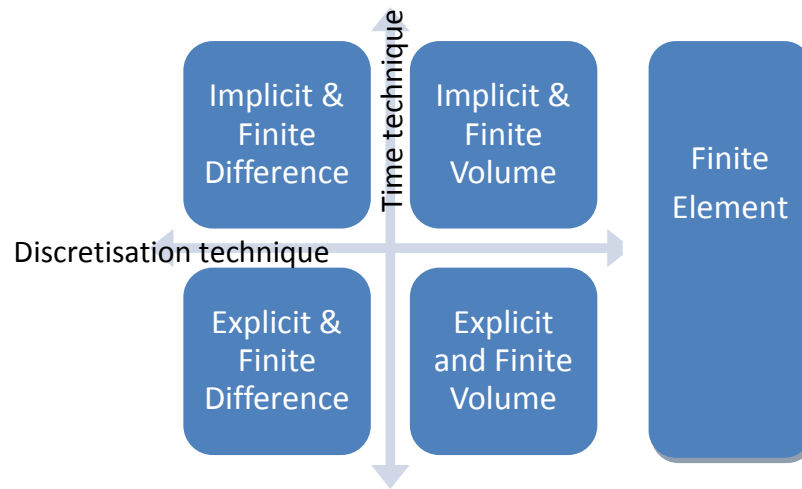 Implicit &
Finite
Difference
Time technique
Implicit &
Finite
Volume
Finite
Element
Discretisation technique
Explicit &
Finite
Difference
Explicit
and Finite
Volume